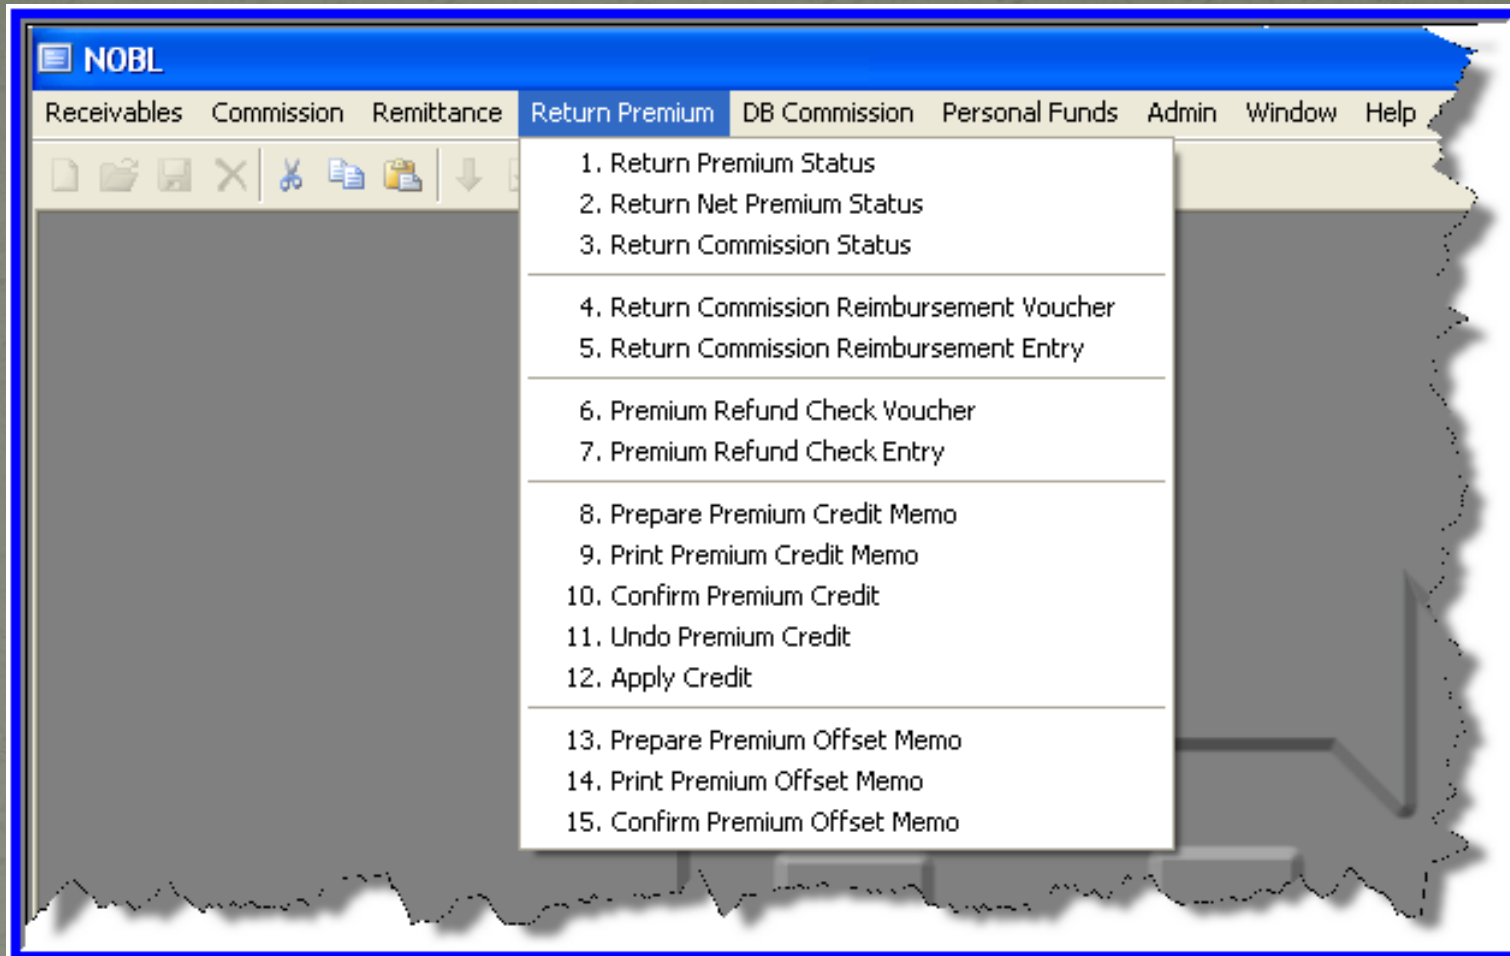 NOBL
Receivables Commission Remittance Return Premium DB Commission Personal Funds Admin Window Help
1. Return Premium Status
2. Return Net Premium Status
3. Return Commission Status
4. Return Commission Reimbursement Voucher
5. Return Commission Reimbursement Entry
6. Premium Refund Check Voucher
7. Premium Refund Check Entry
8. Prepare Premium Credit Memo
9. Print Premium Credit Memo
10. Confirm Premium Credit
11. Undo Premium Credit
12. Apply Credit
13. Prepare Premium Offset Memo
14. Print Premium Offset Memo
15. Confirm Premium Offset Memo